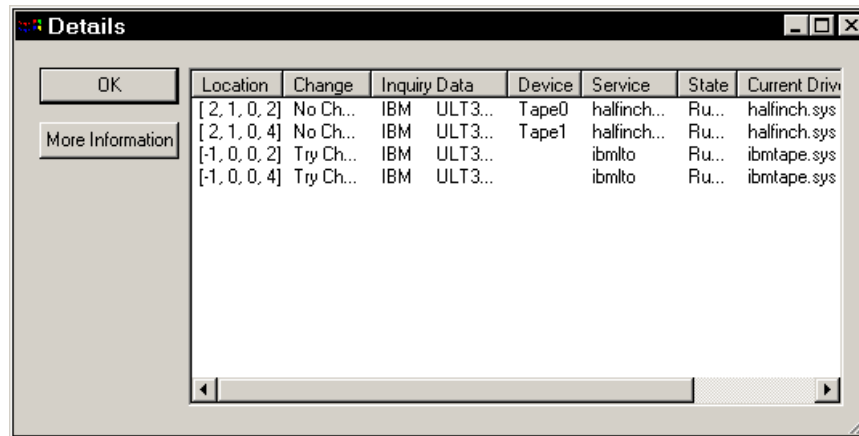 Details
OK
More Information
Location Change Inquiry Data Device Service State Current Drive
[ 2, 1, 0, 2] No Ch... IBM ULT3... Tape0 halfinch... Ru... halfinch.sys
[ 2, 1, 0, 4] No Ch... IBM ULT3... Tape1 halfinch... Ru... halfinch.sys
[-1, 0, 0, 2] Try Ch... IBM ULT3... ibmlto Ru... ibmtape.sys
[-1, 0, 0, 4] Try Ch... IBM ULT3... ibmlto Ru... ibmtape.sys